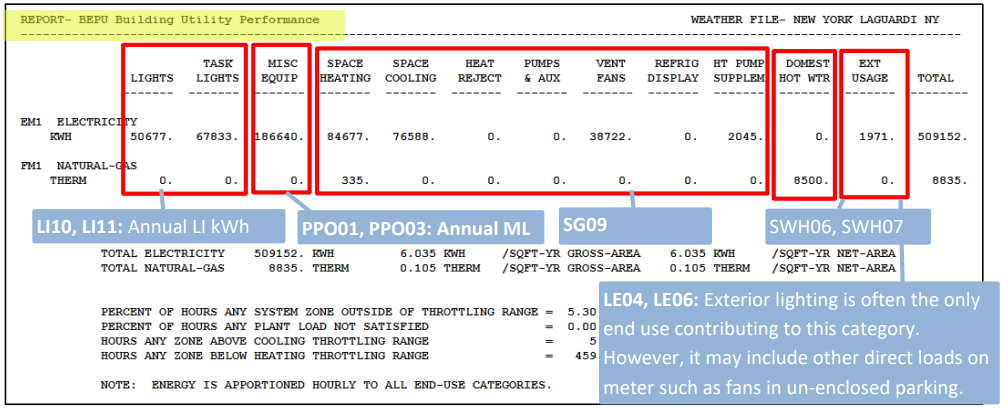 REPORT- BEPU Building Utility Performance WEATHER FILE- NEW YORK LAGUARDI NY
TASK MISC SPACE SPACE HEAT PUMPS VENT REFRIG HT PUMP DOMEST EXT
LIGHTS LIGHTS EQUIP HEATING COOLING REJECT & AUX FANS DISPLAY SUPPLEM HOT WTR USAGE TOTAL
EM1 ELECTRICITY
KWH 50677. 67833. 186640. 84677. 76588. 0. 0. 38722. 0. 2045. 0. 1971. 509152.
FM1 NATURAL-GAS
THERM 0. 0. 0. 335. 0. 0. 0. 0. 0. 0. 8500. 0. 8835.
LI10, LI11: Annual LI kWh
PPO01, PPO03: Annual ML
SG09
SWH06, SWH07
TOTAL ELECTRICITY 509152. KWH 6.035 KWH /SQFT-YR GROSS-AREA 6.035 KWH /SQFT-YR NET-AREA
TOTAL NATURAL-GAS 8835. THERM 0.105 THERM /SQFT-YR GROSS-AREA 0.105 THERM /SQFT-YR NET-AREA
LE04, LE06: Exterior lighting is often the only
end use contributing to this category.
However, it may include other direct loads on
meter such as fans in un-enclosed parking.
PERCENT OF HOURS ANY SYSTEM ZONE OUTSIDE OF THROTTLING RANGE = 5.30
PERCENT OF HOURS ANY PLANT LOAD NOT SATISFIED = 0.00
HOURS ANY ZONE ABOVE COOLING THROTTLING RANGE = 5
HOURS ANY ZONE BELOW HEATING THROTTLING RANGE = 459
NOTE: ENERGY IS APPORTIONED HOURLY TO ALL END-USE CATEGORIES.